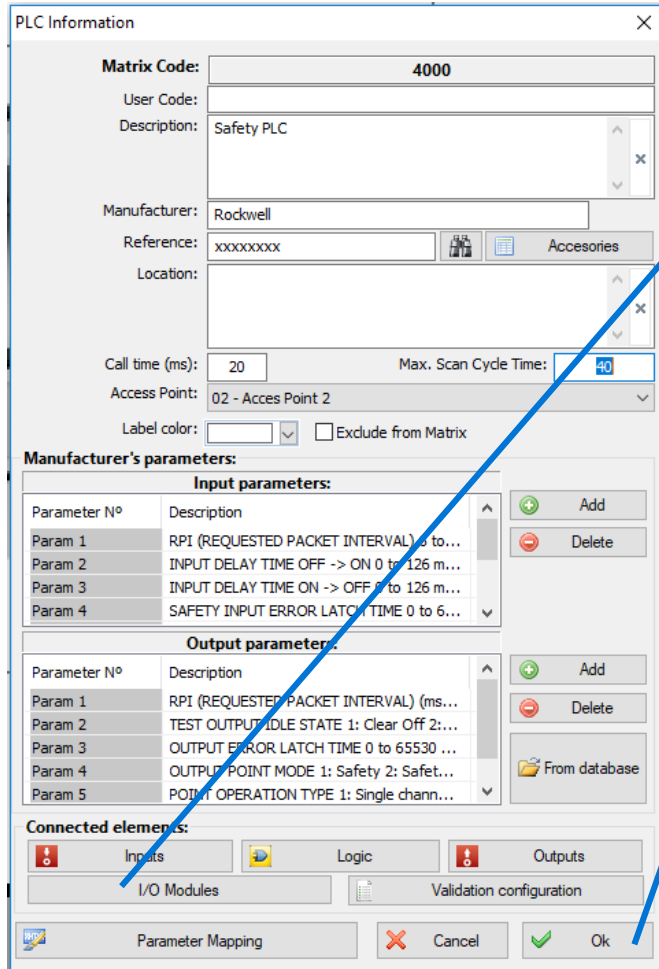 PLC Information
Matrix Code: 4000
User Code:
Description: Safety PLC
Manufacturer: Rockwell
Reference: xxxxxxxx Accesories
Location:
Call time (ms): 20 Max. Scan Cycle Time: 40
Access Point: 02 - Acces Point 2
Label color: Exclude from Matrix
Manufacturer's parameters:
Input parameters:
Parameter Nº Description Add
Param 1 RPI (REQUESTED PACKET INTERVAL) to...
Param 2 INPUT DELAY TIME OFF -> ON 0 to 126 m... Delete
Param 3 INPUT DELAY TIME ON -> OFF 0 to 126 m...
Param 4 SAFETY INPUT ERROR LATCH TIME 0 to 6...
Output parameters:
Parameter Nº Description Add
Param 1 RPI (REQUESTED PACKET INTERVAL) (ms...
Param 2 TEST OUTPUT IDLE STATE 1: Clear Off 2:... Delete
Param 3 OUTPUT ERROR LATCH TIME 0 to 65530 ...
Param 4 OUTPUT POINT MODE 1: Safety 2: Safet... From database
Param 5 POINT OPERATION TYPE 1: Single chann...
Connected elements:
Inputs Logic Outputs
I/O Modules Validation configuration
Parameter Mapping Cancel Ok